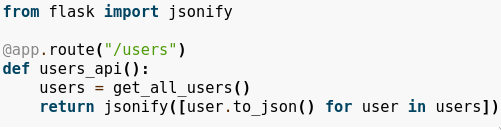 from flask import jsonify

@app.route("/users")
def users_api():
    users = get_all_users()
    return jsonify([user.to_json() for user in users])